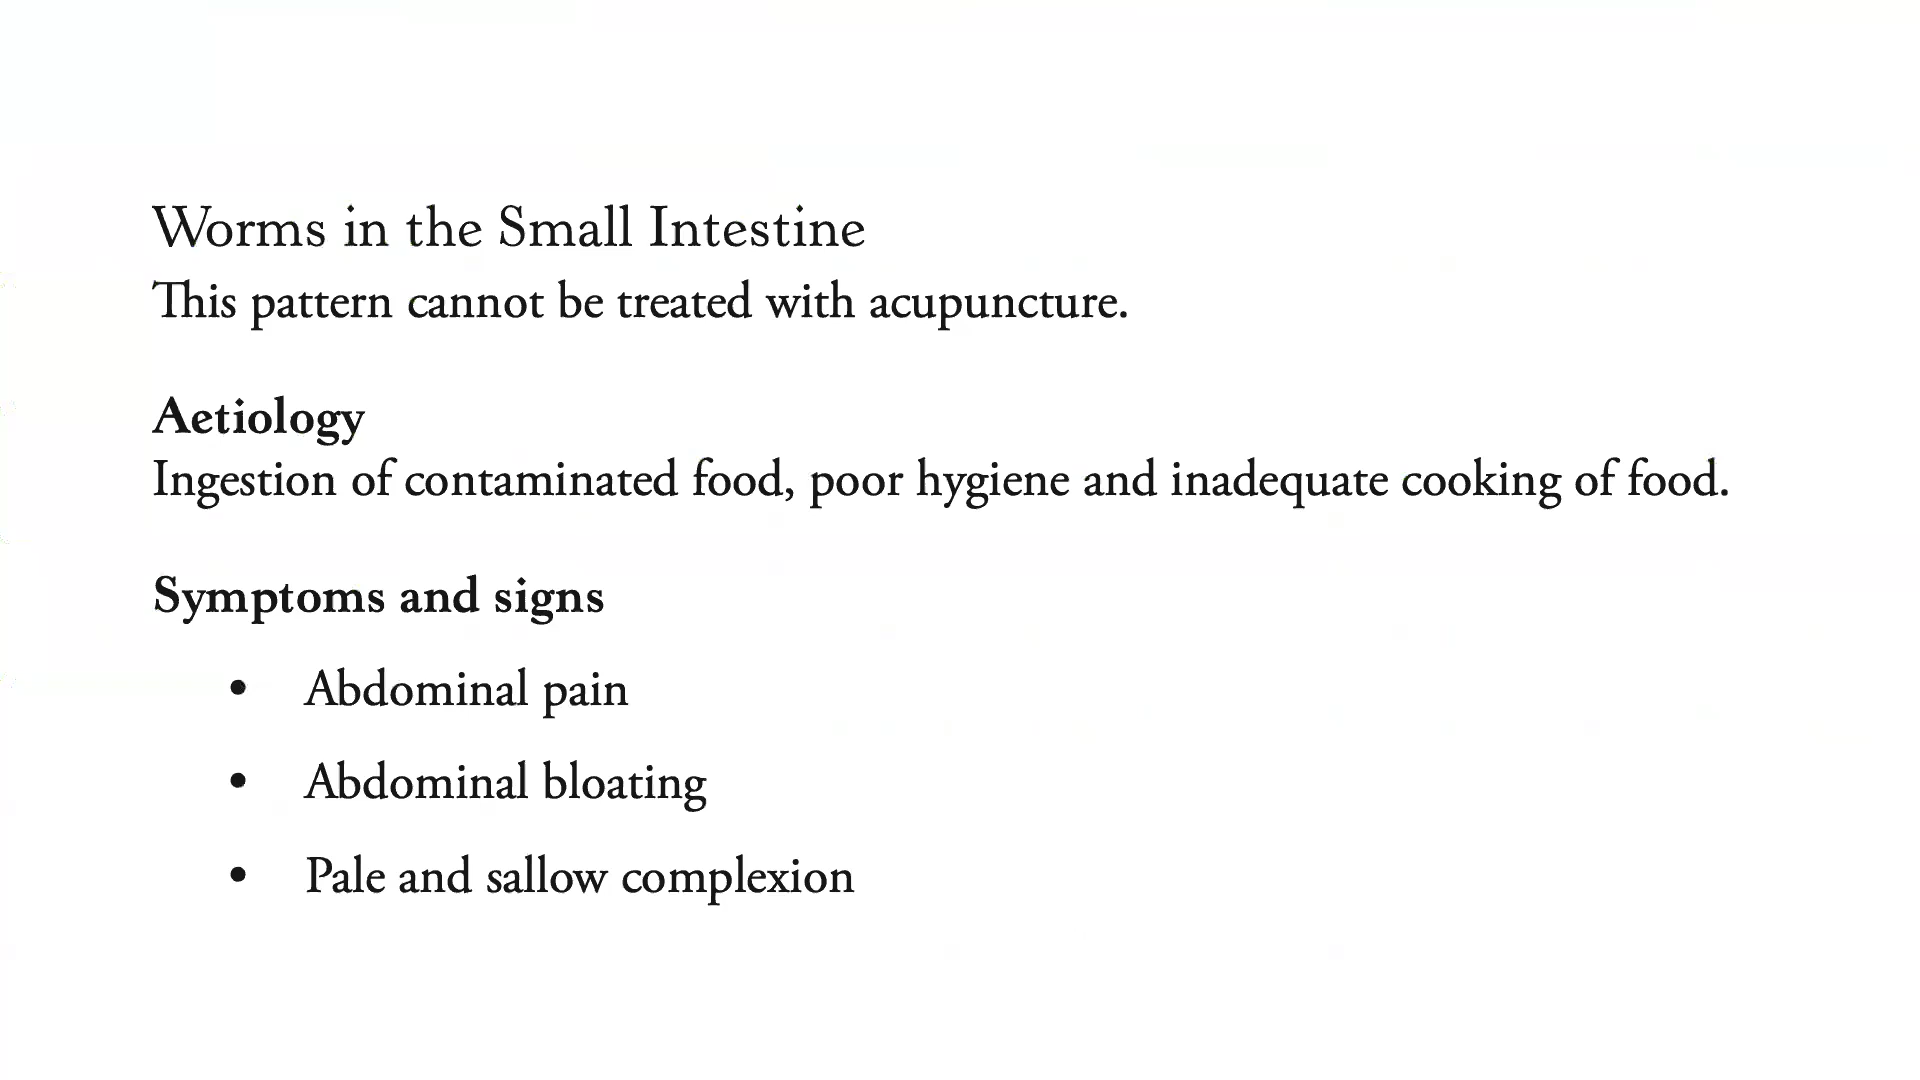 Worms in the Small Intestine
This pattern cannot be treated with acupuncture.
Aetiology
Ingestion of contaminated food, poor hygiene and inadequate cooking of food.
Symptoms and signs
• Abdominal pain
• Abdominal bloating
• Pale and sallow complexion